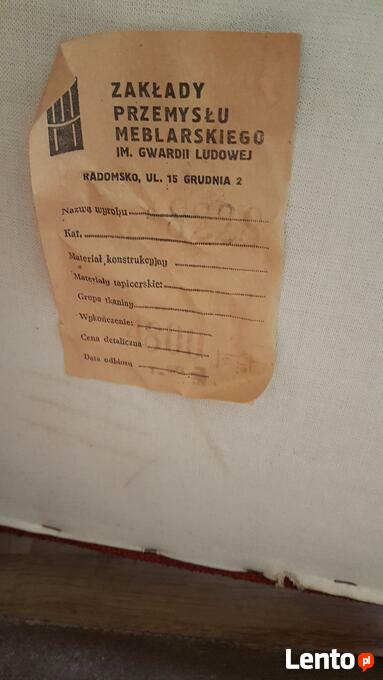 ZAKŁADY
PRZEMYSŁU
MEBLARSKIEGO
IM. GWARDII LUDOWEJ
RADOMSKO, UL. 15 GRUDNIA 2
Nazwa wyrobu
Kat.
Materiał konstrukcyjny
Materiały tapicerskie:
Grupa tkaniny
Wykończenie:
Cena detaliczna
Data odbioru
Lento.pl